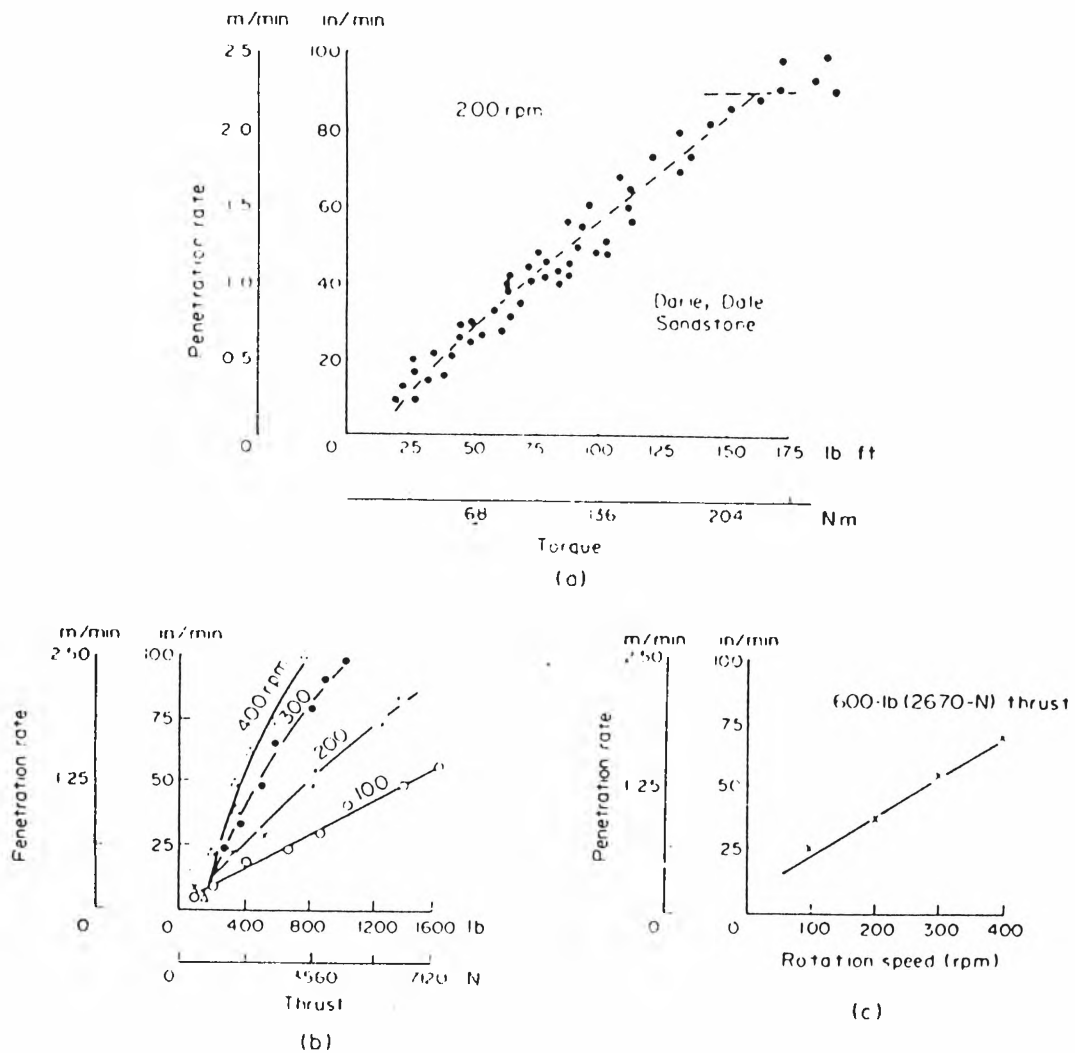 m/min in/min
2.5 100
200 rpm
2.0 80
1.5 60
1.0 40
Sandstone
0.5 20
0 0
Penetration rate
25 50 75 100 125 150 175 lb ft
68 136 204 Nm
Torque
(a)
m/min in/min
2.50 100
400 rpm
300
75
200
1.25 50
100
25
0 0
Penetration rate
400 800 1200 1600 lb
0 3560 7120 N
Thrust
(b)
m/min in/min
2.50 100
600-lb (2670-N) thrust
75
1.25 50
25
0 0
Penetration rate
100 200 300 400
Rotation speed (rpm)
(c)